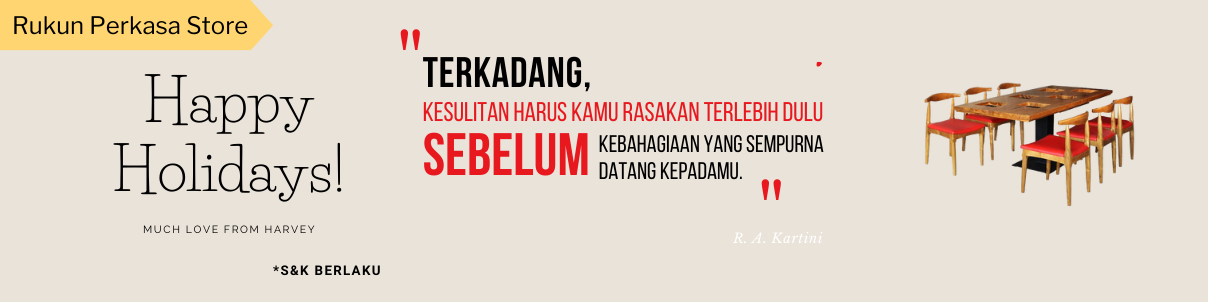 Rukun Perkasa Store
Happy
Holidays!
MUCH LOVE FROM HARVEY
*S&K BERLAKU
"
TERKADANG,
KESULITAN HARUS KAMU RASAKAN TERLEBIH DULU
SEBELUM KEBAHAGIAAN YANG SEMPURNA
DATANG KEPADAMU.
"
R. A. Kartini